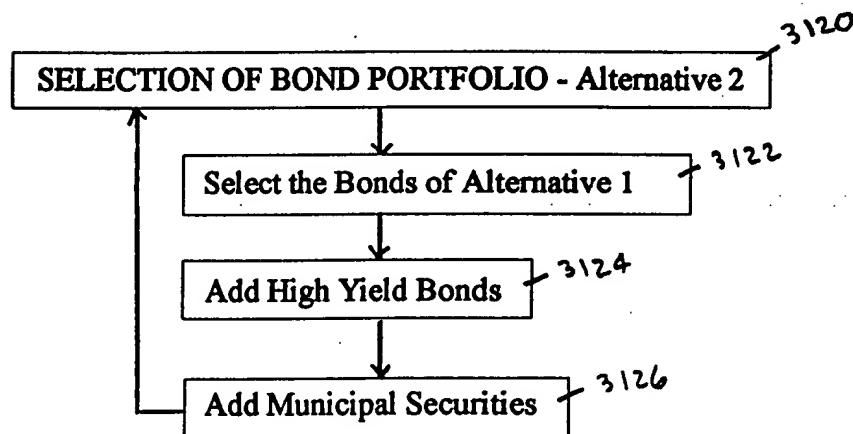 3120
SELECTION OF BOND PORTFOLIO - Alternative 2
3122
Select the Bonds of Alternative 1
3124
Add High Yield Bonds
3126
Add Municipal Securities